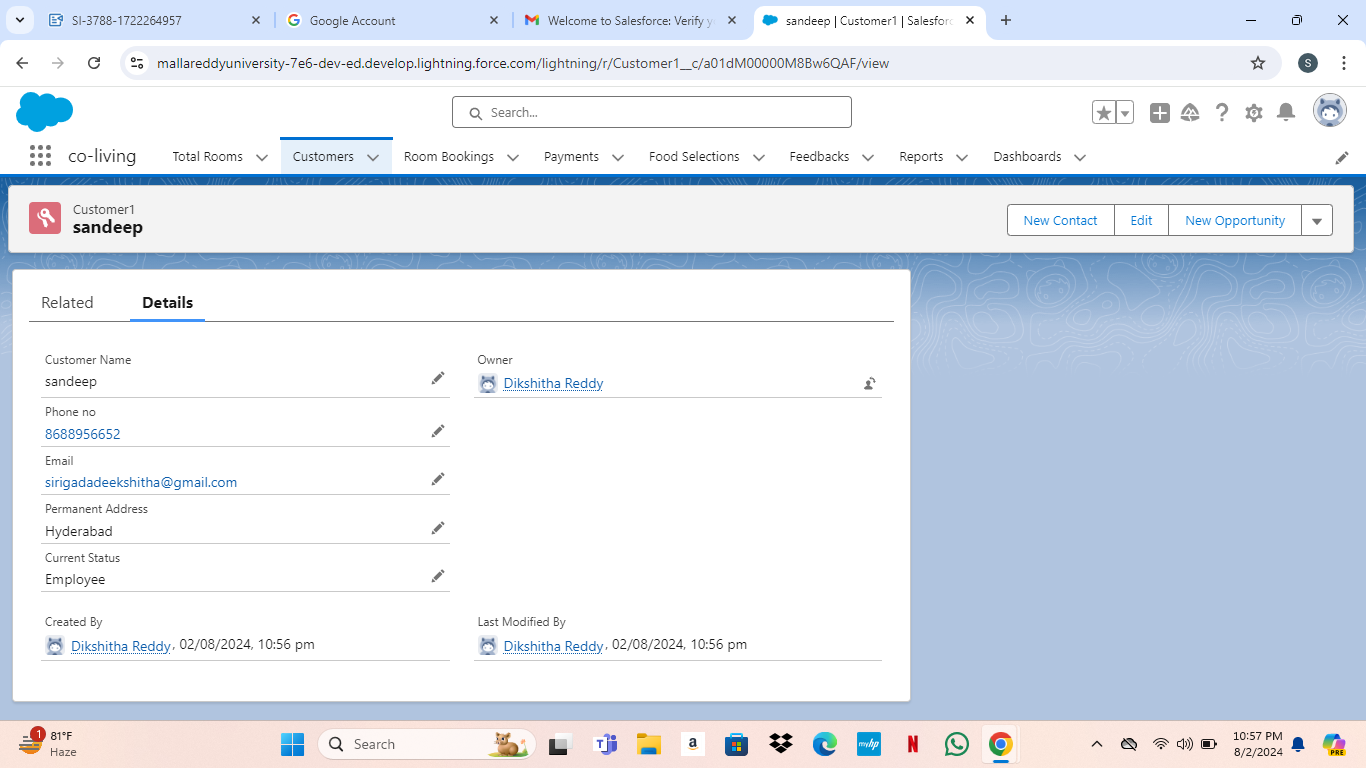 SI-3788-1722264957
Google Account
Welcome to Salesforce: Verify y
sandeep | Customer1 | Salesforc
mallareddyuniversity-7e6-dev-ed.develop.lightning.force.com/lightning/r/Customer1__c/a01dM00000M8Bw6QAF/view
S
Search...
co-living
Total Rooms
Customers
Room Bookings
Payments
Food Selections
Feedbacks
Reports
Dashboards
Customer1
sandeep
New Contact
Edit
New Opportunity
Related
Details
Customer Name
sandeep
Owner
Dikshitha Reddy
Phone no
8688956652
Email
sirigadadeekshitha@gmail.com
Permanent Address
Hyderabad
Current Status
Employee
Created By
Dikshitha Reddy, 02/08/2024, 10:56 pm
Last Modified By
Dikshitha Reddy, 02/08/2024, 10:56 pm
1
81°F
Haze
Search
a
myhp
N
10:57 PM
8/2/2024
PRE